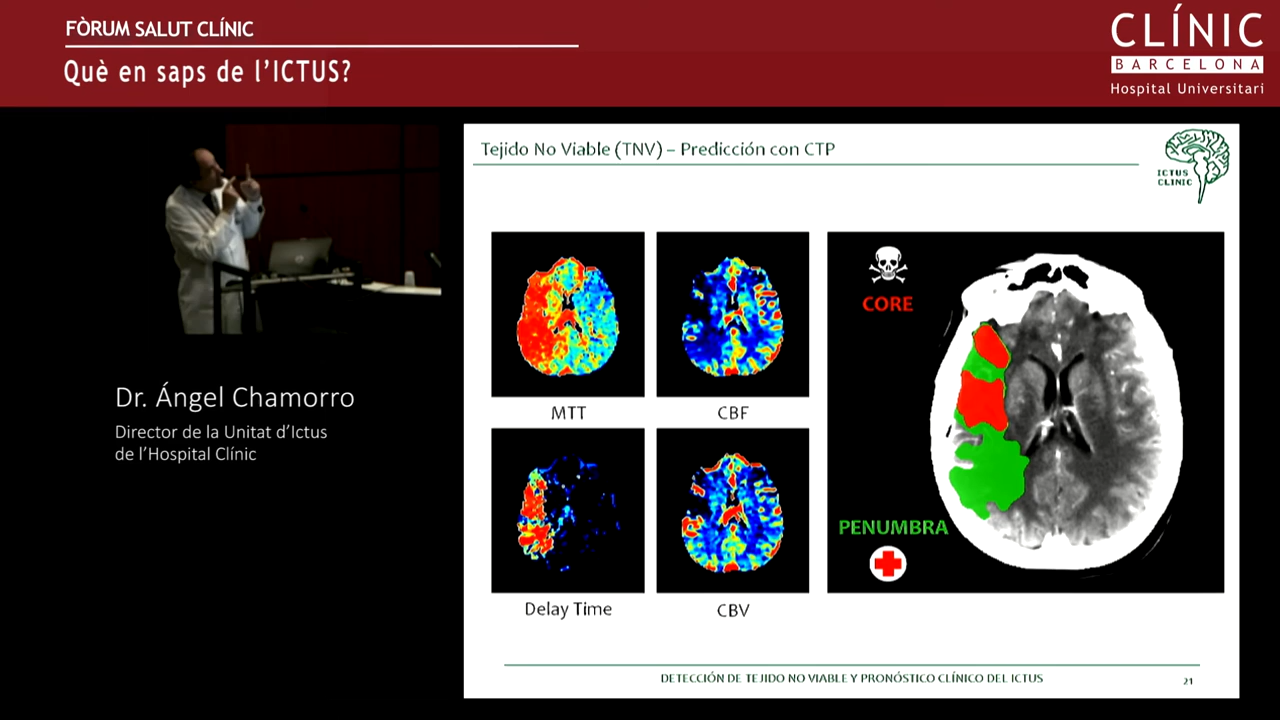 FÒRUM SALUT CLÍNIC
Què en saps de l'ICTUS?
CLÍNIC
BARCELONA
Hospital Universitari
Dr. Ángel Chamorro
Director de la Unitat d'Ictus
de l'Hospital Clínic
Tejido No Viable (TNV) – Predicción con CTP
ICTUS
CLINIC
MTT
CBF
Delay Time
CBV
CORE
PENUMBRA
DETECCIÓN DE TEJIDO NO VIABLE Y PRONÓSTICO CLÍNICO DEL ICTUS
21